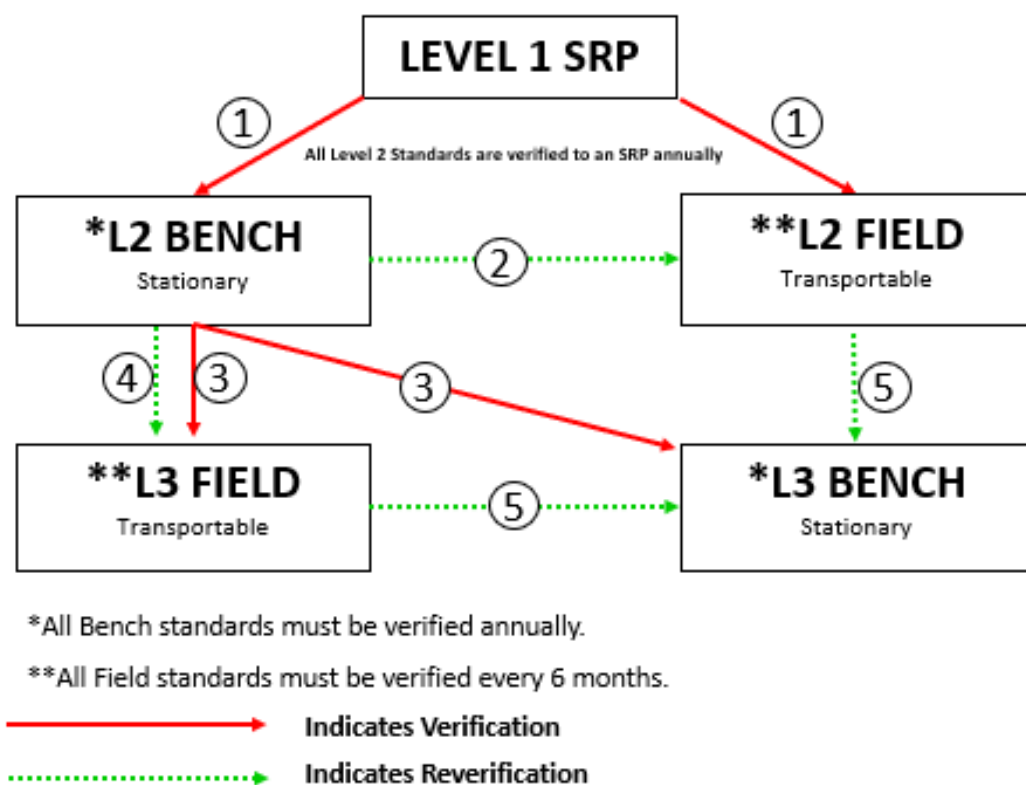 LEVEL 1 SRP
1
1
All Level 2 Standards are verified to an SRP annually
*L2 BENCH
Stationary
2
**L2 FIELD
Transportable
4
3
3
5
**L3 FIELD
Transportable
5
*L3 BENCH
Stationary
*All Bench standards must be verified annually.
**All Field standards must be verified every 6 months.
Indicates Verification
Indicates Reverification